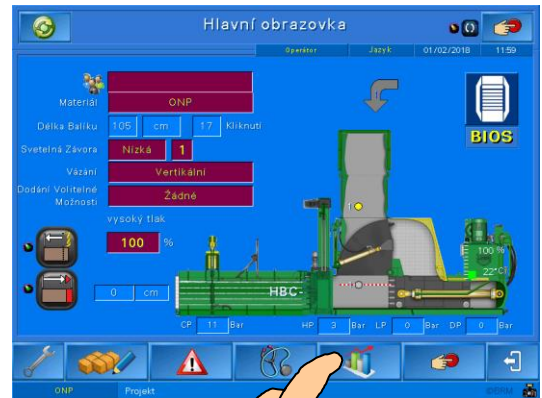 Hlavní obrazovka
Operátor Jazyk 01/02/2018 11:59
Materiál ONP
Délka Balíku 105 cm 17 Kliknutí
Svetelná Závora Nízká 1
Vázání Vertikální
Dodání Volitelné Možnosti Žádné
vysoký tlak
100 %
0 cm
BIOS
100 %
22°C
HBC
CP 11 Bar HP 3 Bar LP 0 Bar DP 0 Bar
ONP Projekt